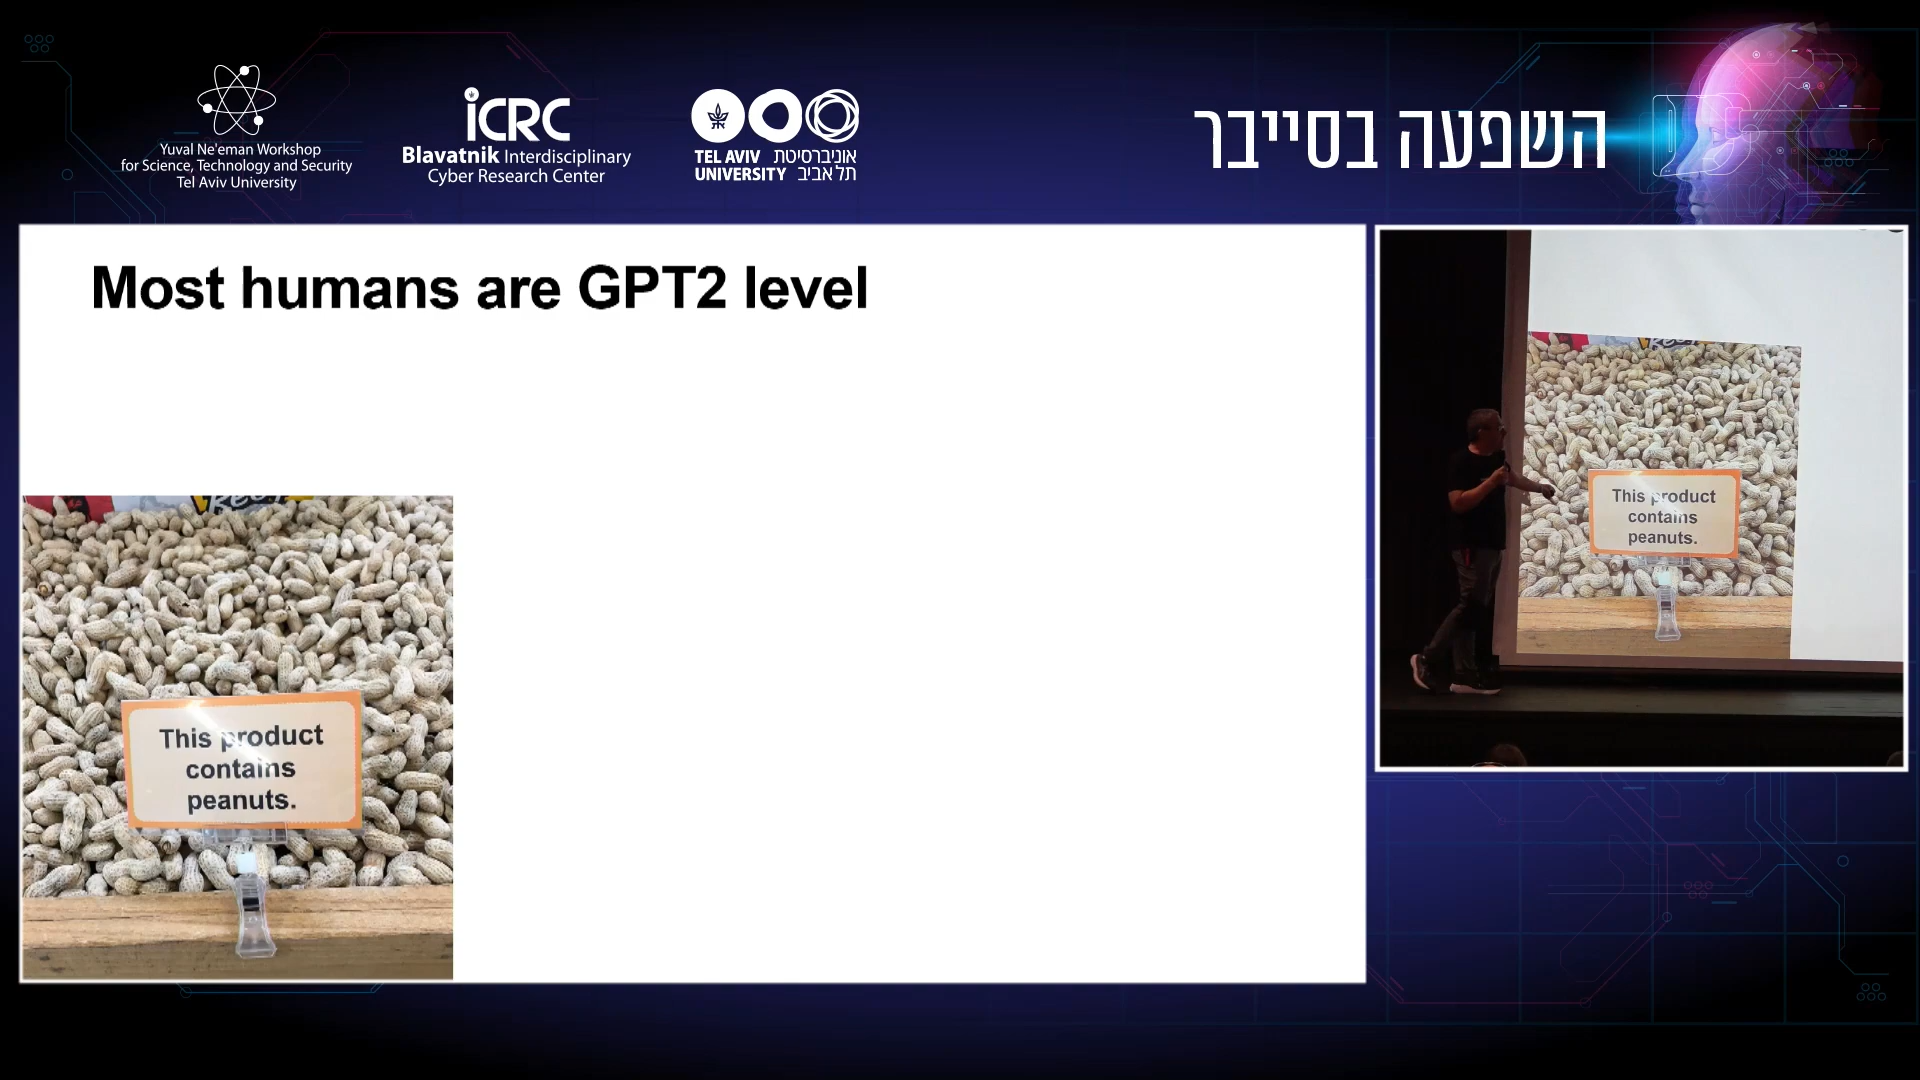 Yuval Ne'eman Workshop
for Science, Technology and Security
Tel Aviv University
iCRC
Blavatnik Interdisciplinary
Cyber Research Center
TEL AVIV
UNIVERSITY
אוניברסיטת
תל אביב
השפעה בסייבר
Most humans are GPT2 level
This product
contains
peanuts.
This product
contains
peanuts.